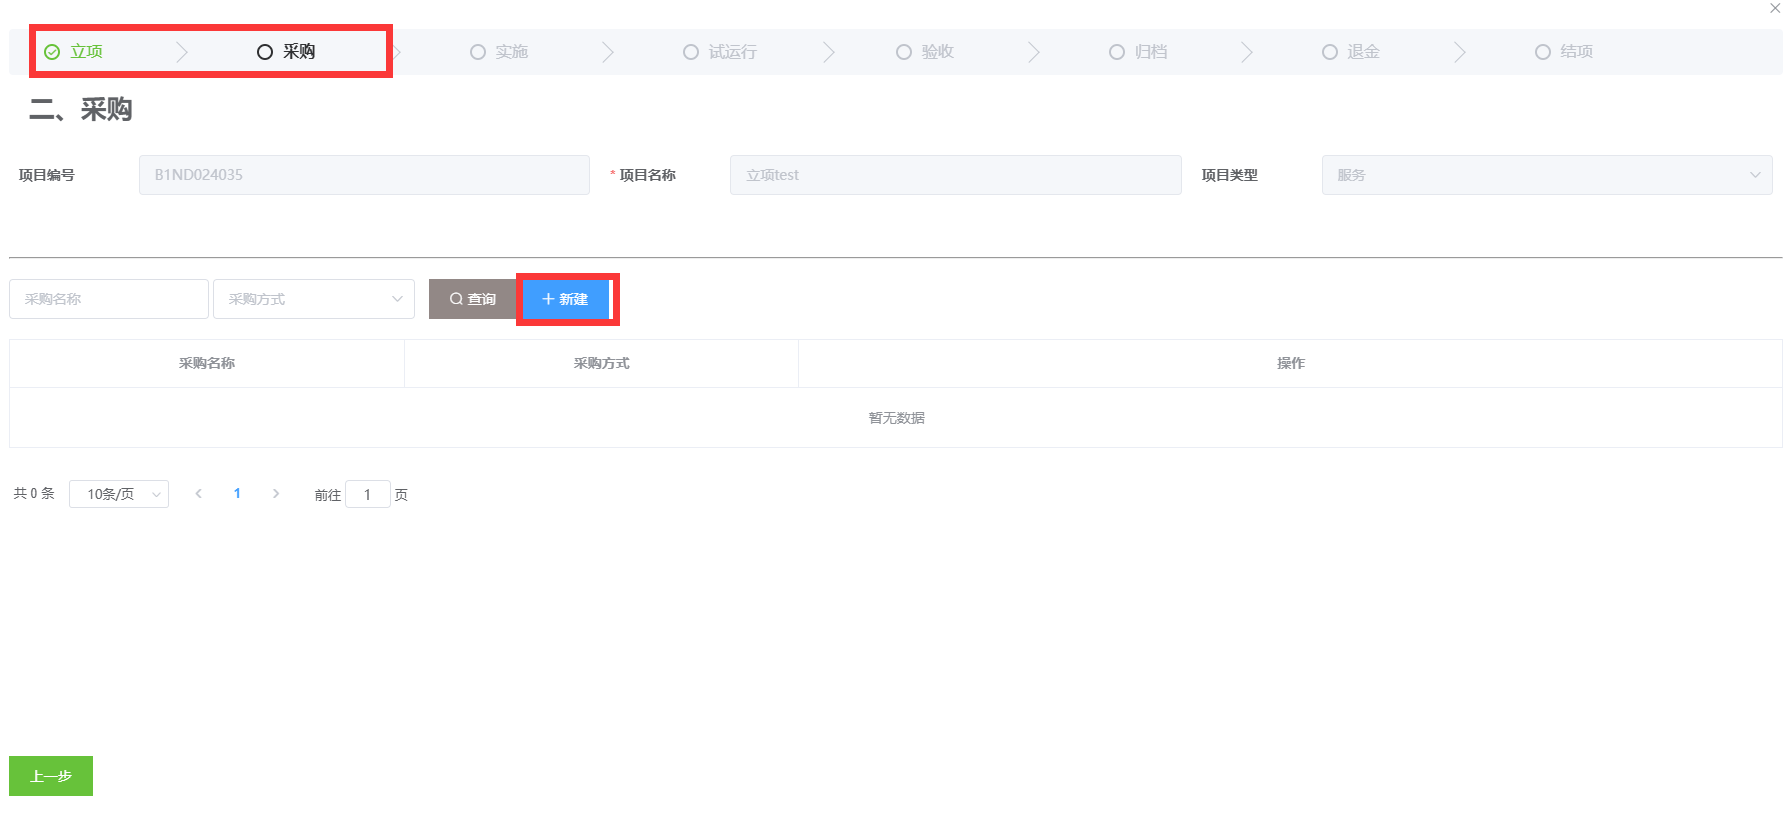 立项 采购 实施 试运行 验收 归档 退金 结项
二、采购
项目编号 B1ND024035 * 项目名称 立项test 项目类型 服务
采购名称 采购方式 查询 新建
采购名称 采购方式 操作
暂无数据
共 0 条 10条/页 1 前往 1 页
上一步